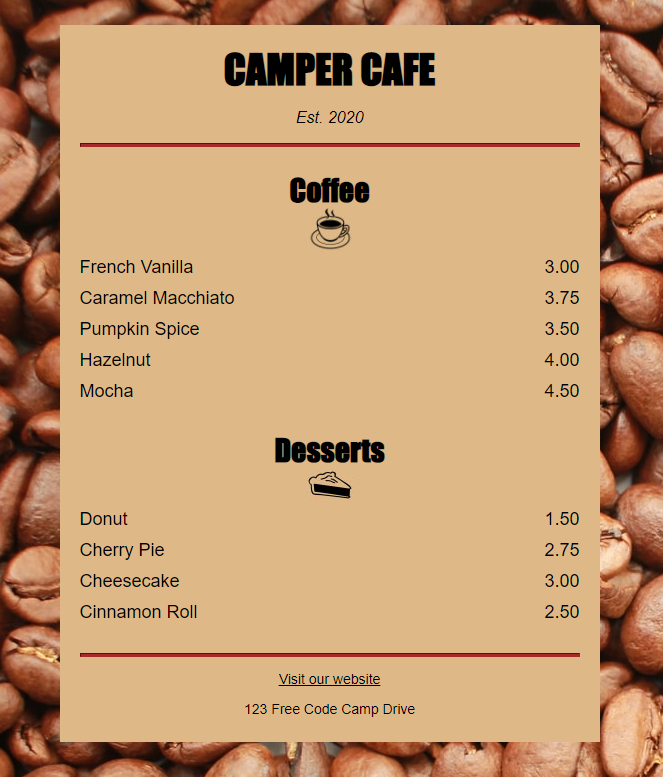 CAMPER CAFE
Est. 2020
Coffee
French Vanilla 3.00
Caramel Macchiato 3.75
Pumpkin Spice 3.50
Hazelnut 4.00
Mocha 4.50
Desserts
Donut 1.50
Cherry Pie 2.75
Cheesecake 3.00
Cinnamon Roll 2.50
Visit our website
123 Free Code Camp Drive